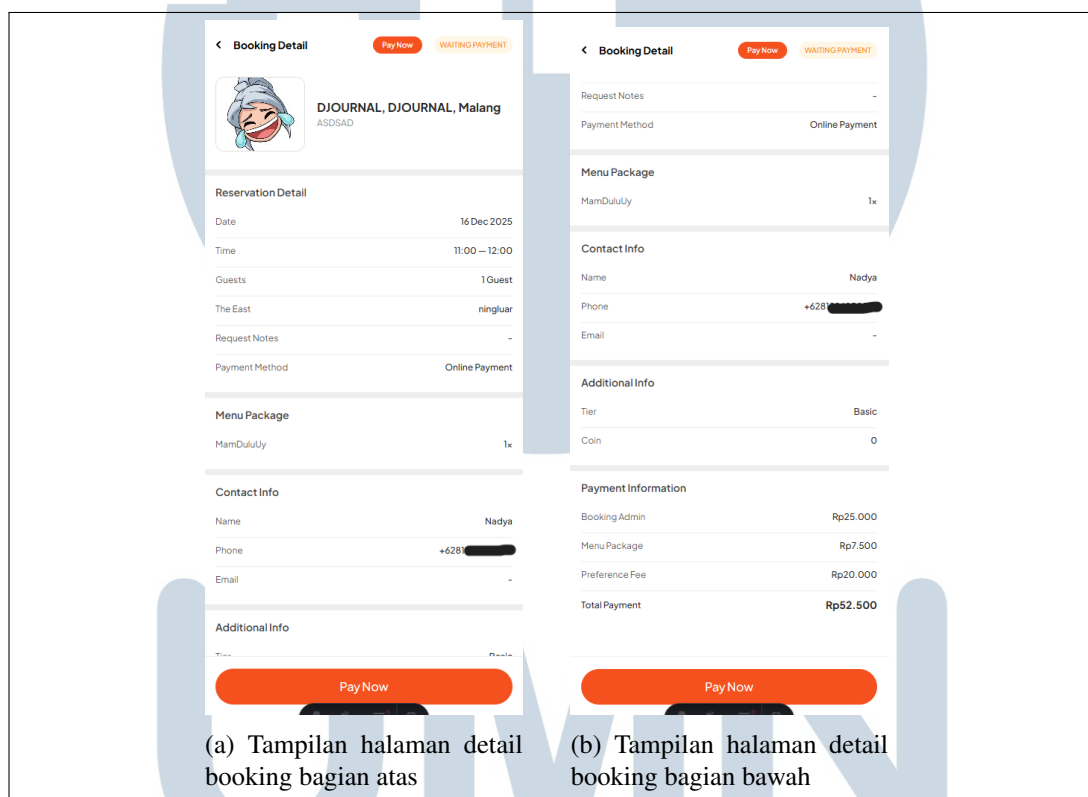 Booking Detail
Pay Now
WAITING PAYMENT
DJOURNAL, DJOURNAL, Malang
ASDSAD
Reservation Detail
Date 16 Dec 2025
Time 11:00 — 12:00
Guests 1 Guest
The East ningluar
Request Notes -
Payment Method Online Payment
Menu Package
MamDuluUy 1x
Contact Info
Name Nadya
Phone +6281
Email -
Additional Info
Tier Basic
Pay Now
(a) Tampilan halaman detail
booking bagian atas
Booking Detail
Pay Now
WAITING PAYMENT
Request Notes -
Payment Method Online Payment
Menu Package
MamDuluUy 1x
Contact Info
Name Nadya
Phone +6281
Email -
Additional Info
Tier Basic
Coin 0
Payment Information
Booking Admin Rp25.000
Menu Package Rp7.500
Preference Fee Rp20.000
Total Payment Rp52.500
Pay Now
(b) Tampilan halaman detail
booking bagian bawah
UMN